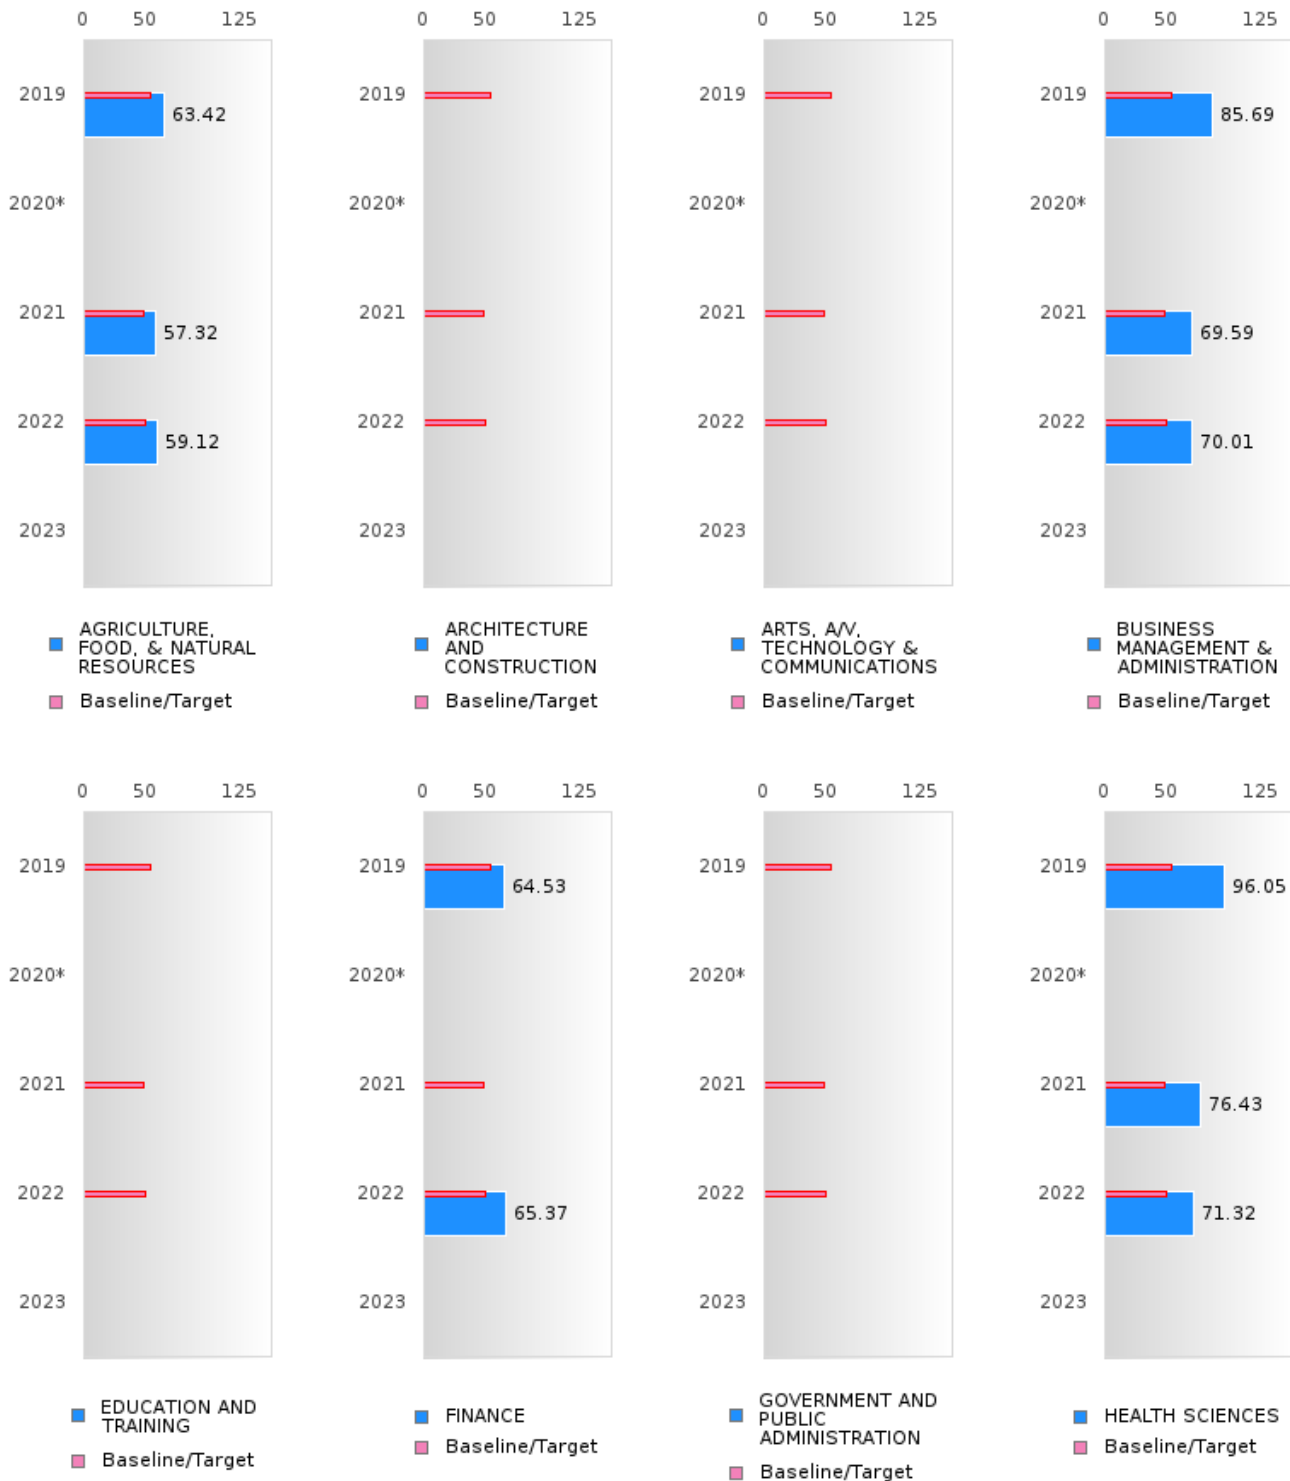 0 50 125
2019
63.42
2020*
2021
57.32
2022
59.12
2023
AGRICULTURE,
FOOD, & NATURAL
RESOURCES
Baseline/Target
0 50 125
2019
2020*
2021
2022
2023
ARCHITECTURE
AND
CONSTRUCTION
Baseline/Target
0 50 125
2019
2020*
2021
2022
2023
ARTS, A/V,
TECHNOLOGY &
COMMUNICATIONS
Baseline/Target
0 50 125
2019
85.69
2020*
2021
69.59
2022
70.01
2023
BUSINESS
MANAGEMENT &
ADMINISTRATION
Baseline/Target
0 50 125
2019
2020*
2021
2022
2023
EDUCATION AND
TRAINING
Baseline/Target
0 50 125
2019
64.53
2020*
2021
2022
65.37
2023
FINANCE
Baseline/Target
0 50 125
2019
2020*
2021
2022
2023
GOVERNMENT AND
PUBLIC
ADMINISTRATION
Baseline/Target
0 50 125
2019
96.05
2020*
2021
76.43
2022
71.32
2023
HEALTH SCIENCES
Baseline/Target